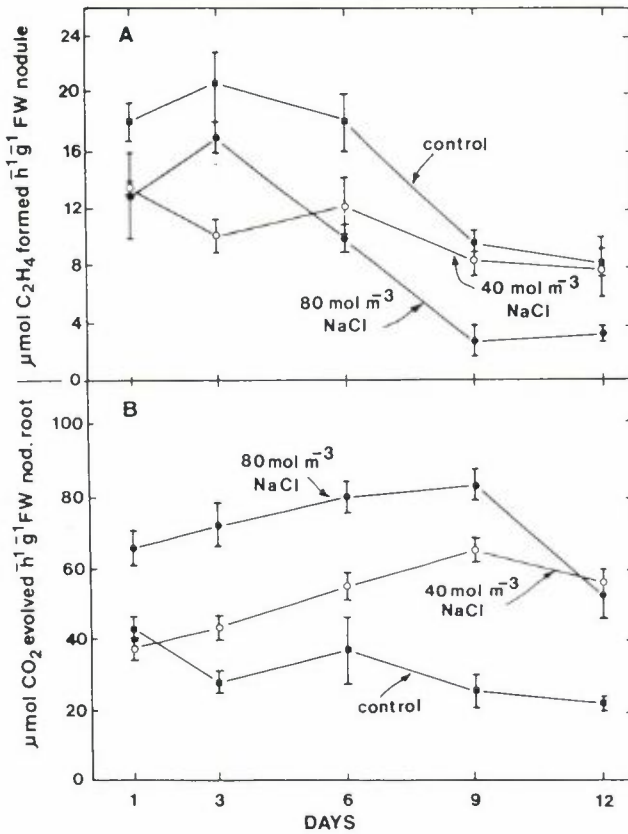 A
µmol C₂H₄ formed h̄¹ ḡ¹ FW nodule
24
20
16
12
8
4
0
control
40 mol m⁻³
NaCl
80 mol m⁻³
NaCl
B
µmol CO₂ evolved h̄¹ ḡ¹ FW nod. root
100
80
60
40
20
0
80 mol m⁻³
NaCl
40 mol m⁻³
NaCl
control
1 3 6 9 12
DAYS